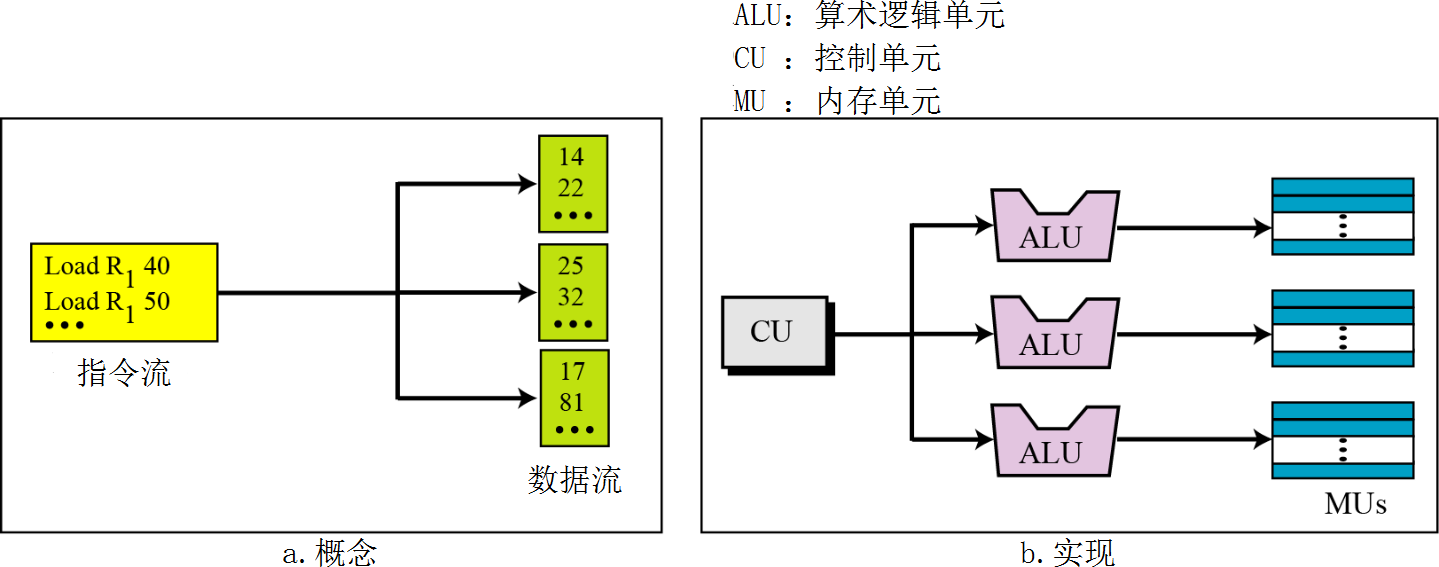 ALU：算术逻辑单元
CU ：控制单元
MU ：内存单元
Load R1 40
Load R1 50
•••
指令流
14
22
•••
25
32
•••
17
81
•••
数据流
a.概念
CU
ALU
ALU
ALU
MUs
b.实现